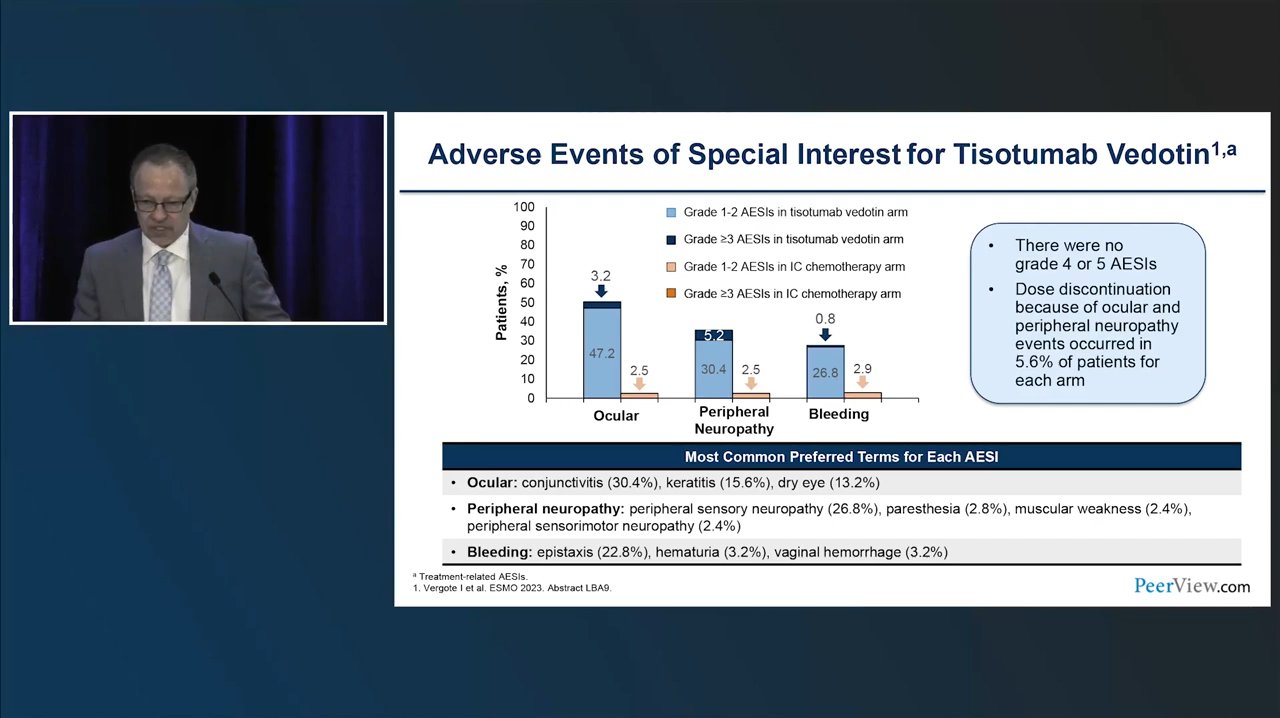 Adverse Events of Special Interest for Tisotumab Vedotin1,a
Patients, %
100
90
80
70
60
50
40
30
20
10
0
Grade 1-2 AESIs in tisotumab vedotin arm
Grade ≥3 AESIs in tisotumab vedotin arm
Grade 1-2 AESIs in IC chemotherapy arm
Grade ≥3 AESIs in IC chemotherapy arm
3.2
47.2
2.5
5.2
30.4
2.5
0.8
26.8
2.9
Ocular
Peripheral
Neuropathy
Bleeding
• There were no
grade 4 or 5 AESIs
• Dose discontinuation
because of ocular and
peripheral neuropathy
events occurred in
5.6% of patients for
each arm
Most Common Preferred Terms for Each AESI
• Ocular: conjunctivitis (30.4%), keratitis (15.6%), dry eye (13.2%)
• Peripheral neuropathy: peripheral sensory neuropathy (26.8%), paresthesia (2.8%), muscular weakness (2.4%),
peripheral sensorimotor neuropathy (2.4%)
• Bleeding: epistaxis (22.8%), hematuria (3.2%), vaginal hemorrhage (3.2%)
a Treatment-related AESIs.
1. Vergote I et al. ESMO 2023. Abstract LBA9.
PeerView.com